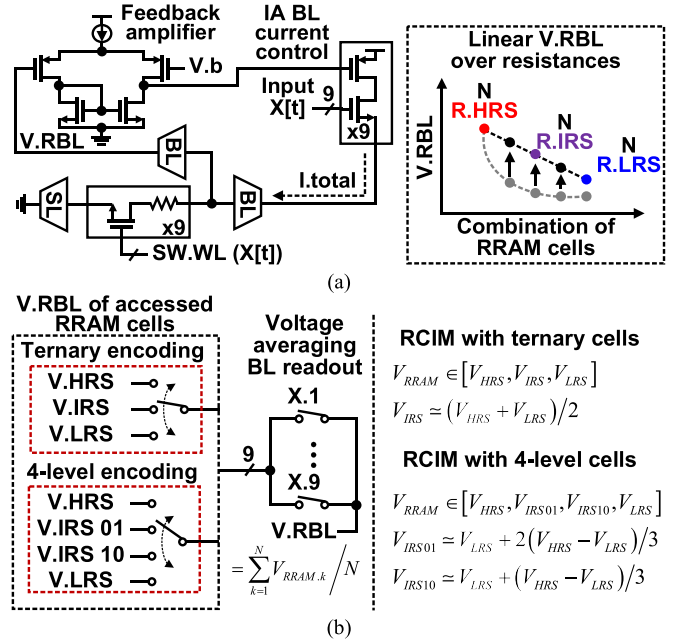 Feedback
amplifier
IA BL
current
control
V.b
Input
X[t]
9
x9
V.RBL
BL
I.total
SL
x9
BL
SW.WL (X[t])
Linear V.RBL
over resistances
V.RBL
N
R.HRS
N
R.IRS
N
R.LRS
Combination of
RRAM cells
(a)
V.RBL of accessed
RRAM cells
Ternary encoding
V.HRS
V.IRS
V.LRS
4-level encoding
V.HRS
V.IRS 01
V.IRS 10
V.LRS
9
Voltage
averaging
BL readout
X.1
X.9
V.RBL
= \sum_{k=1}^{N} V_{RRAM.k} / N
RCIM with ternary cells
V_{RRAM} ∈ [V_{HRS}, V_{IRS}, V_{LRS}]
V_{IRS} ≃ (V_{HRS} + V_{LRS})/2
RCIM with 4-level cells
V_{RRAM} ∈ [V_{HRS}, V_{IRS01}, V_{IRS10}, V_{LRS}]
V_{IRS01} ≃ V_{LRS} + 2(V_{HRS} − V_{LRS})/3
V_{IRS10} ≃ V_{LRS} + (V_{HRS} − V_{LRS})/3
(b)